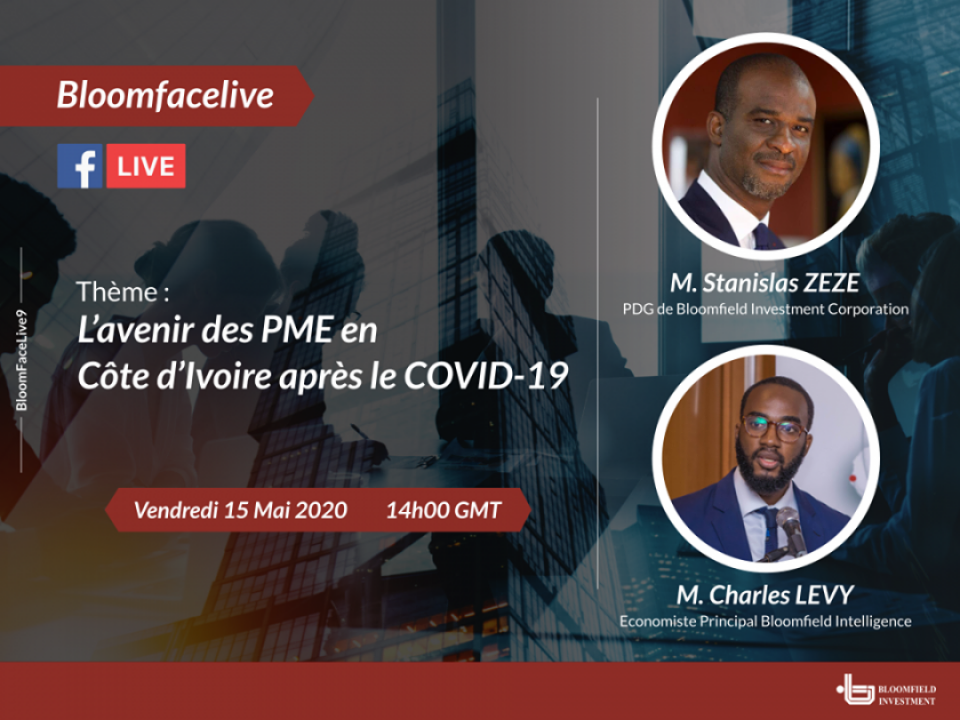 Bloomfacelive
f LIVE
BloomFaceLive9
Thème :
L'avenir des PME en
Côte d'Ivoire après le COVID-19
Vendredi 15 Mai 2020 14h00 GMT
M. Stanislas ZEZE
PDG de Bloomfield Investment Corporation
M. Charles LEVY
Economiste Principal Bloomfield Intelligence
BLOOMFIELD
INVESTMENT